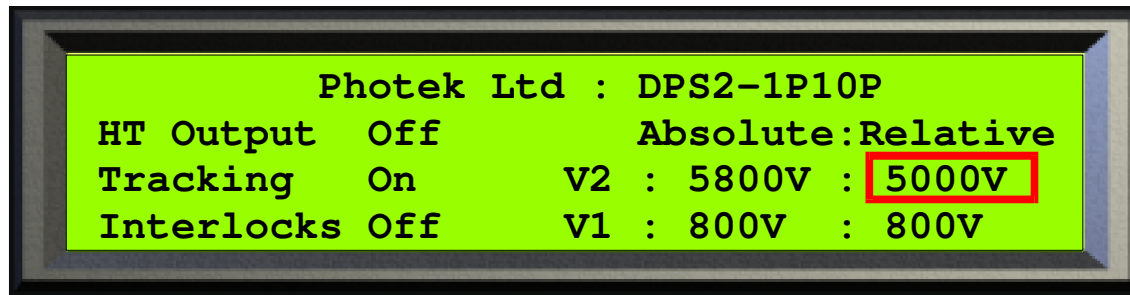 Photek Ltd : DPS2-1P10P
HT Output Off Absolute:Relative
Tracking On V2 : 5800V : 5000V
Interlocks Off V1 : 800V : 800V